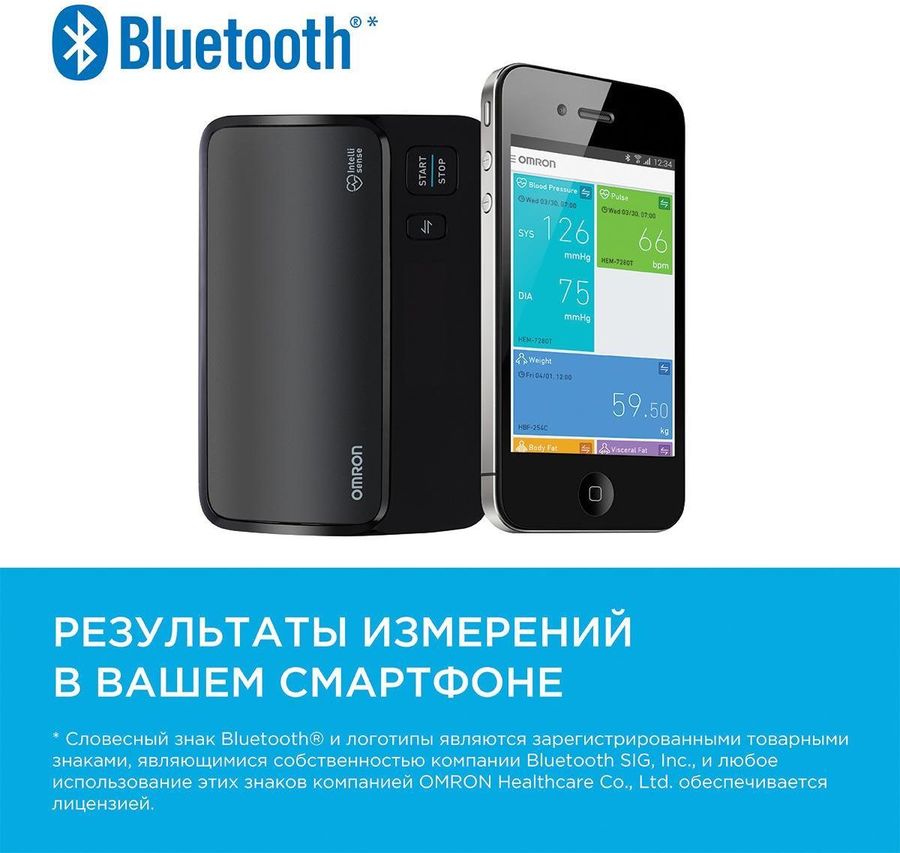 Bluetooth®*
Intelli
sense
START
STOP
OMRON
OMRON
12:34
Blood Pressure
Wed 03/30, 07:00
SYS 126
mmHg
DIA 75
mmHg
HEM-7280T
Pulse
Wed 03/30, 07:00
66
HEM-7280T
bpm
Weight
Fri 04/01, 12:00
59.50
HBF-254C
kg
Body Fat
Visceral Fat
РЕЗУЛЬТАТЫ ИЗМЕРЕНИЙ
В ВАШЕМ СМАРТФОНЕ
* Словесный знак Bluetooth® и логотипы являются зарегистрированными товарными
знаками, являющимися собственностью компании Bluetooth SIG, Inc., и любое
использование этих знаков компанией OMRON Healthcare Co., Ltd. обеспечивается
лицензией.